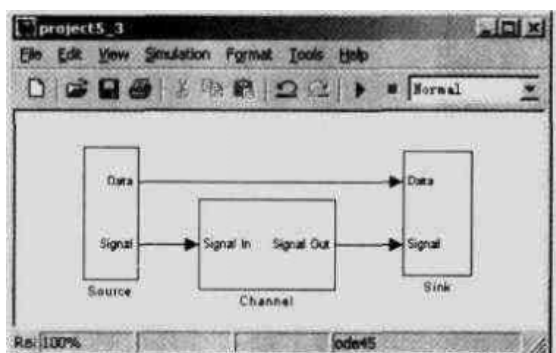 project5_3
File Edit View Simulation Format Tools Help
Normal
Data
Data
Signal
Signal In
Signal Out
Signal
Source
Channel
Sink
100%
ode45